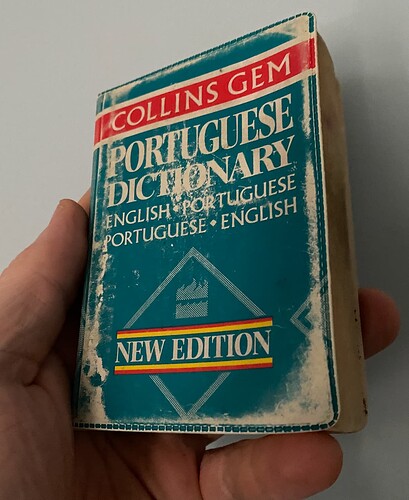 COLLINS GEM
PORTUGUESE
DICTIONARY
ENGLISH • PORTUGUESE
PORTUGUESE • ENGLISH
NEW EDITION